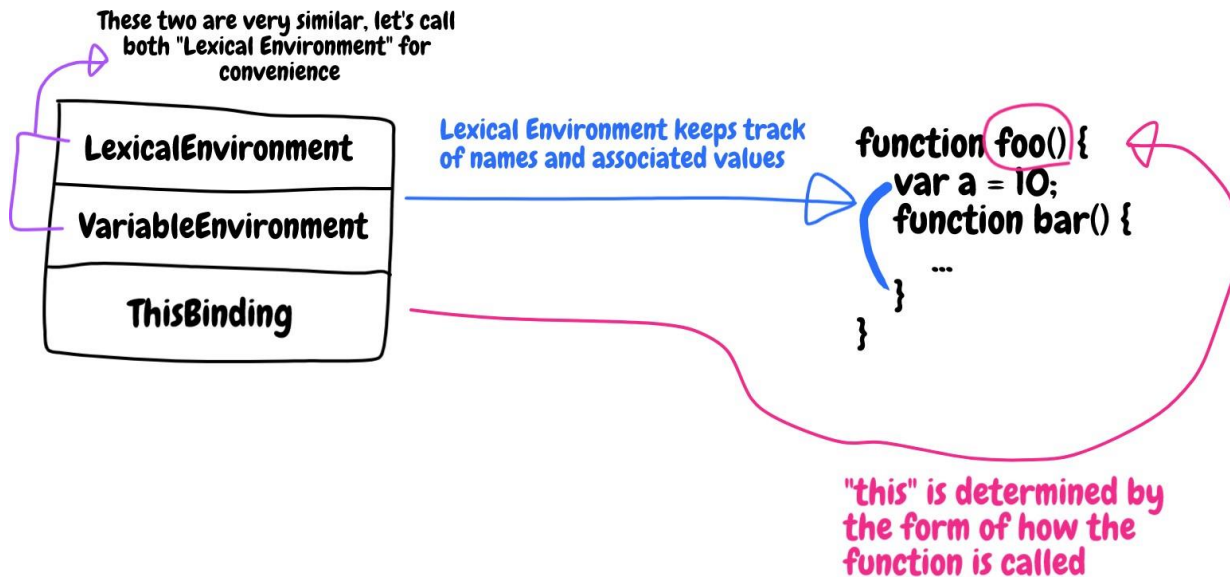 These two are very similar, let's call
both "Lexical Environment" for
convenience
LexicalEnvironment
VariableEnvironment
ThisBinding
Lexical Environment keeps track
of names and associated values
function foo() {
var a = 10;
function bar() {
...
}
}
"this" is determined by
the form of how the
function is called